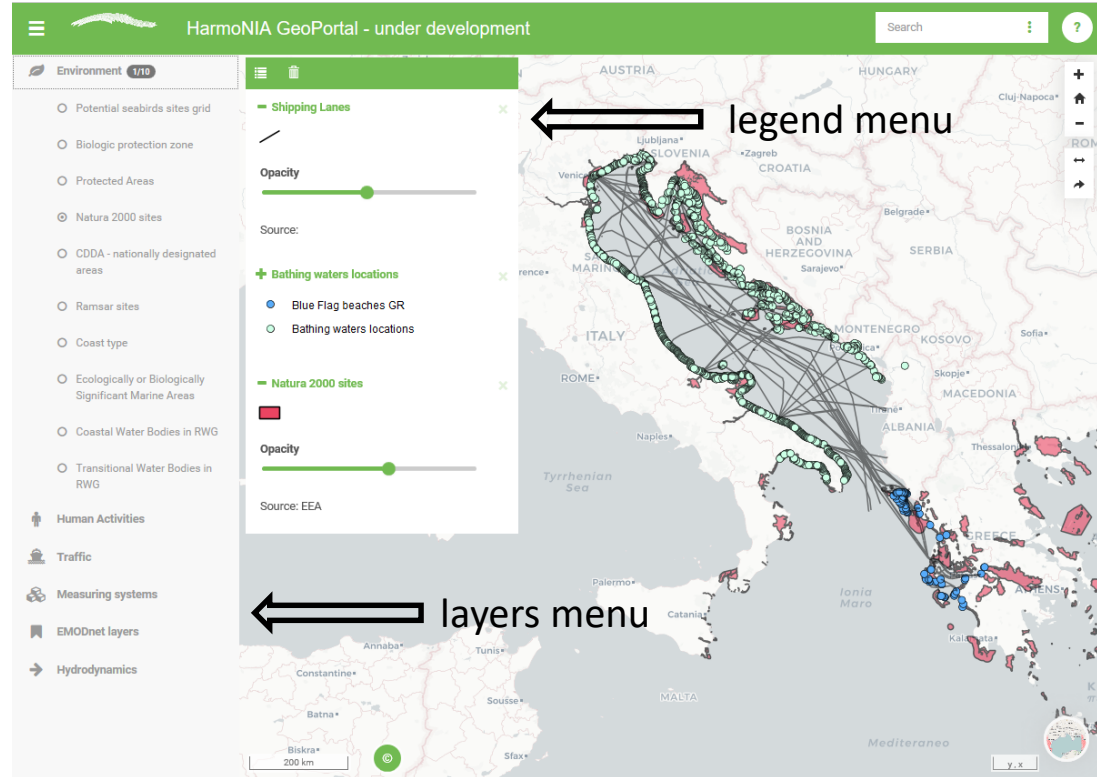 HarmoNIA GeoPortal - under development
Search
?
Environment 1/10
Potential seabirds sites grid
Biologic protection zone
Protected Areas
Natura 2000 sites
CDDA - nationally designated
areas
Ramsar sites
Coast type
Ecologically or Biologically
Significant Marine Areas
Coastal Water Bodies in RWG
Transitional Water Bodies in
RWG
Human Activities
Traffic
Measuring systems
EMODnet layers
Hydrodynamics
Shipping Lanes
Opacity
Source:
Bathing waters locations
Blue Flag beaches GR
Bathing waters locations
Natura 2000 sites
Opacity
Source: EEA
legend menu
layers menu
AUSTRIA
HUNGARY
Cluj-Napoca
ROM
Ljubljana
SLOVENIA
Zagreb
CROATIA
Venice
Belgrade
BOSNIA
AND
HERZEGOVINA
Sarajevo
SERBIA
SAN
MARINO
rence
ITALY
MONTENEGRO
KOSOVO
Sofia
ROME
Skopje
MACEDONIA
Tirane
ALBANIA
Naples
Thessaloni
Tyrrhenian
Sea
GREECE
ATHENS
Palermo
Ionia
Maro
Catania
Kalamata
Annaba
Tunis
Constantine
Sousse
MALTA
Batna
Biskra
Sfax
Mediterraneo
200 km
©
y, x